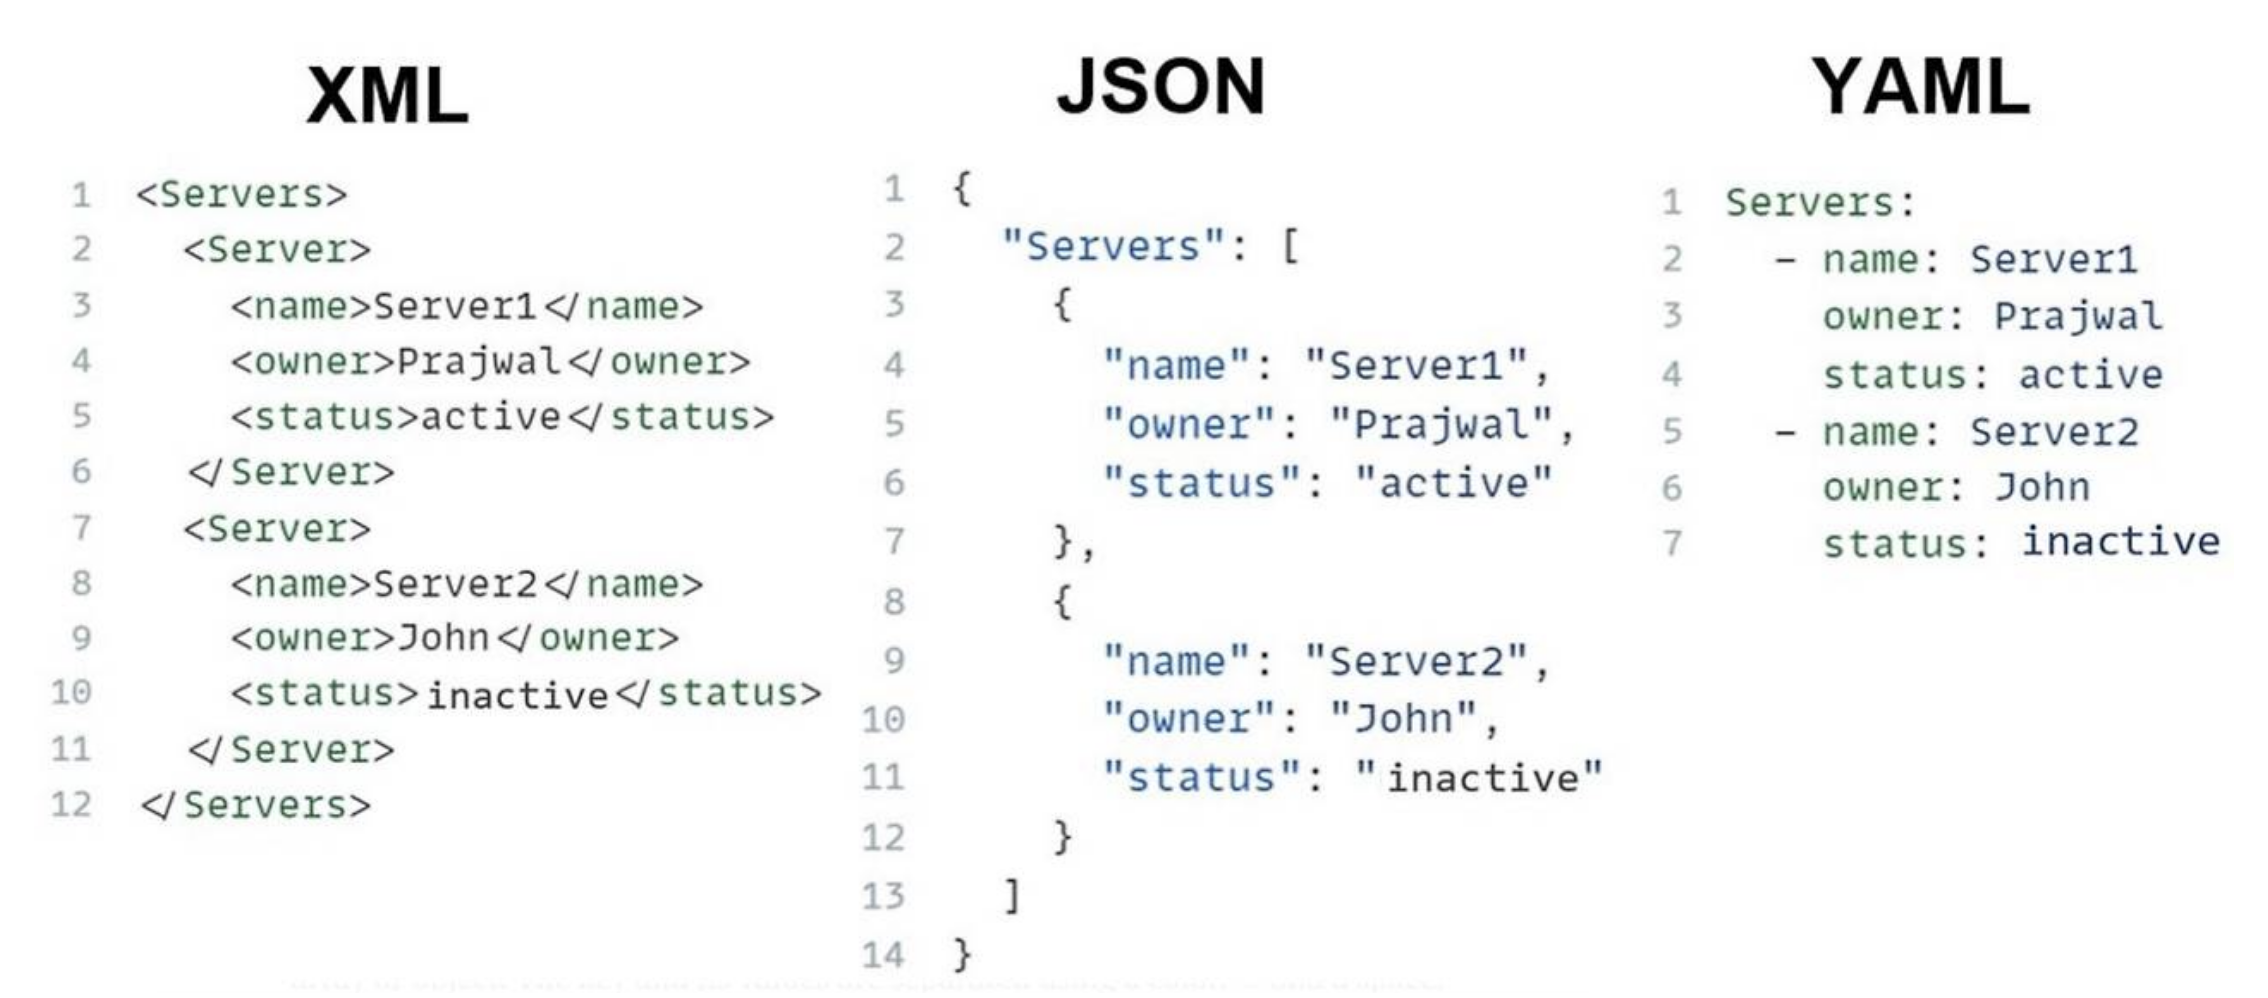 XML
1 <Servers>
2   <Server>
3     <name>Server1</name>
4     <owner>Prajwal</owner>
5     <status>active</status>
6   </Server>
7   <Server>
8     <name>Server2</name>
9     <owner>John</owner>
10     <status>inactive</status>
11   </Server>
12 </Servers>
JSON
1 {
2   "Servers": [
3     {
4       "name": "Server1",
5       "owner": "Prajwal",
6       "status": "active"
7     },
8     {
9       "name": "Server2",
10       "owner": "John",
11       "status": "inactive"
12     }
13   ]
14 }
YAML
1 Servers:
2   - name: Server1
3     owner: Prajwal
4     status: active
5   - name: Server2
6     owner: John
7     status: inactive